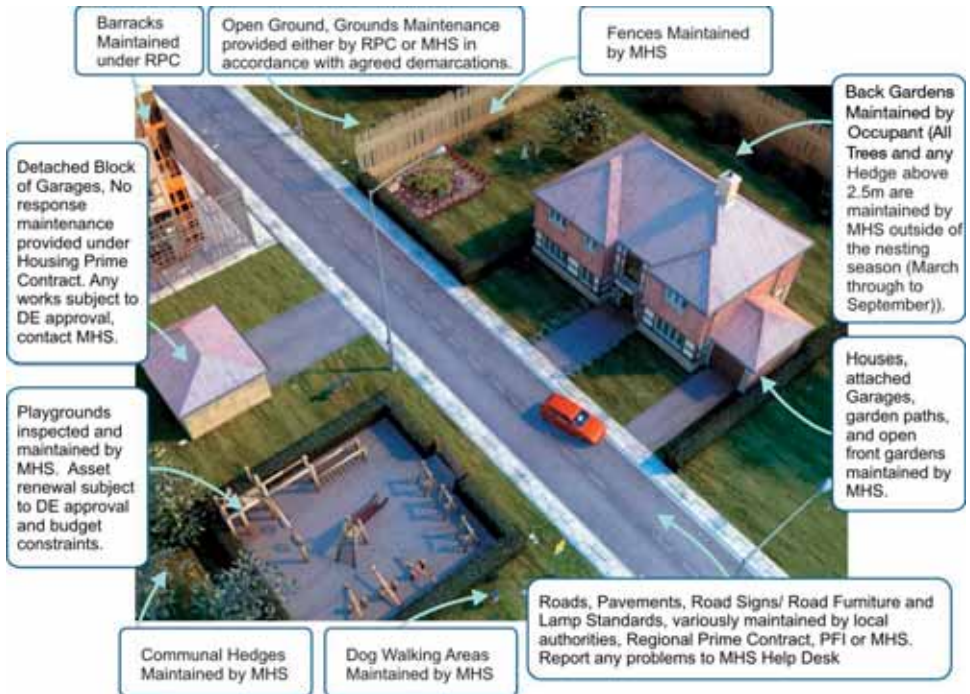 Barracks
Maintained
under RPC
Open Ground, Grounds Maintenance
provided either by RPC or MHS in
accordance with agreed demarcations.
Fences Maintained
by MHS
Back Gardens
Maintained by
Occupant (All
Trees and any
Hedge above
2.5m are
maintained by
MHS outside of
the nesting
season (March
through to
September)).
Detached Block
of Garages, No
response
maintenance
provided under
Housing Prime
Contract. Any
works subject to
DE approval,
contact MHS.
Houses,
attached
Garages,
garden paths,
and open
front gardens
maintained by
MHS.
Playgrounds
inspected and
maintained by
MHS. Asset
renewal subject
to DE approval
and budget
constraints.
Roads, Pavements, Road Signs/ Road Furniture and
Lamp Standards, variously maintained by local
authorities, Regional Prime Contract, PFI or MHS.
Report any problems to MHS Help Desk
Communal Hedges
Maintained by MHS
Dog Walking Areas
Maintained by MHS